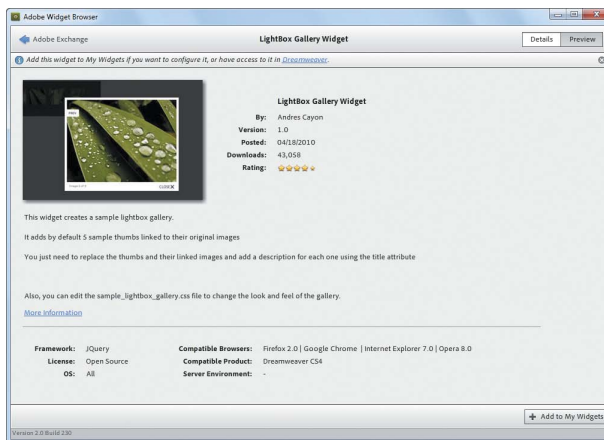 Adobe Widget Browser
Adobe Exchange
LightBox Gallery Widget
Details
Preview
Add this widget to My Widgets if you want to configure it, or have access to it in Dreamweaver.
LightBox Gallery Widget
By: Andres Cayon
Version: 1.0
Posted: 04/18/2010
Downloads: 43,058
Rating:
CLOSE X
This widget creates a sample lightbox gallery.
It adds by default 5 sample thumbs linked to their original images
You just need to replace the thumbs and their linked images and add a description for each one using the title attribute
Also, you can edit the sample_lightbox_gallery.css file to change the look and feel of the gallery.
More Information
Framework: JQuery
Compatible Browsers: Firefox 2.0 | Google Chrome | Internet Explorer 7.0 | Opera 8.0
License: Open Source
Compatible Product: Dreamweaver CS4
OS: All
Server Environment: -
+ Add to My Widgets
Version 2.0 Build 230